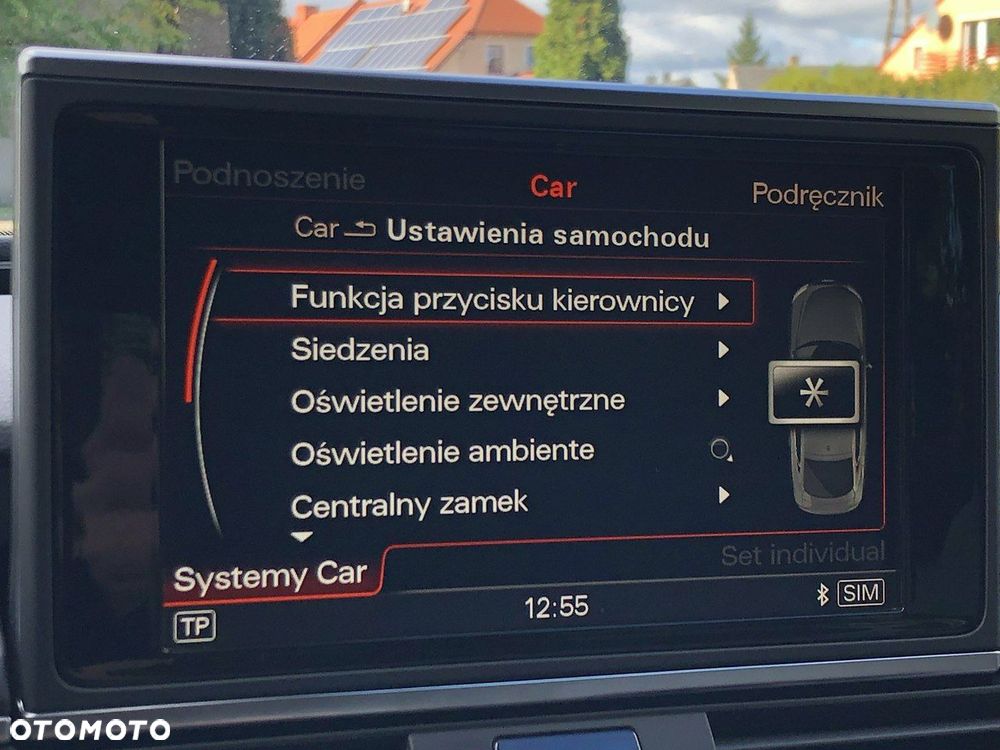 Podnoszenie
Car
Podręcznik
Car Ustawienia samochodu
Funkcja przycisku kierownicy
Siedzenia
Oświetlenie zewnętrzne
Oświetlenie ambiente
Centralny zamek
Set individual
Systemy Car
TP
12:55
SIM
OTOMOTO